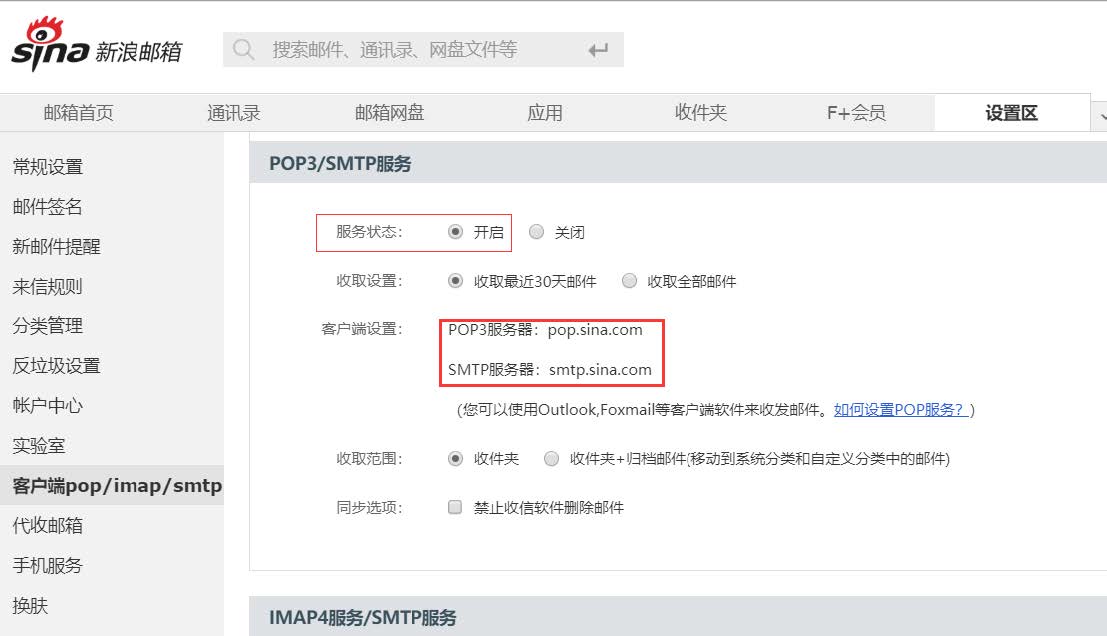 sina 新浪邮箱
搜索邮件、通讯录、网盘文件等
邮箱首页 通讯录 邮箱网盘 应用 收件夹 F+会员 设置区
常规设置
邮件签名
新邮件提醒
来信规则
分类管理
反垃圾设置
帐户中心
实验室
客户端pop/imap/smtp
代收邮箱
手机服务
换肤
POP3/SMTP服务
服务状态： 开启 关闭
收取设置： 收取最近30天邮件 收取全部邮件
客户端设置： POP3服务器：pop.sina.com
SMTP服务器：smtp.sina.com
(您可以使用Outlook,Foxmail等客户端软件来收发邮件。如何设置POP服务？)
收取范围： 收件夹 收件夹+归档邮件(移动到系统分类和自定义分类中的邮件)
同步选项： 禁止收信软件删除邮件
IMAP4服务/SMTP服务